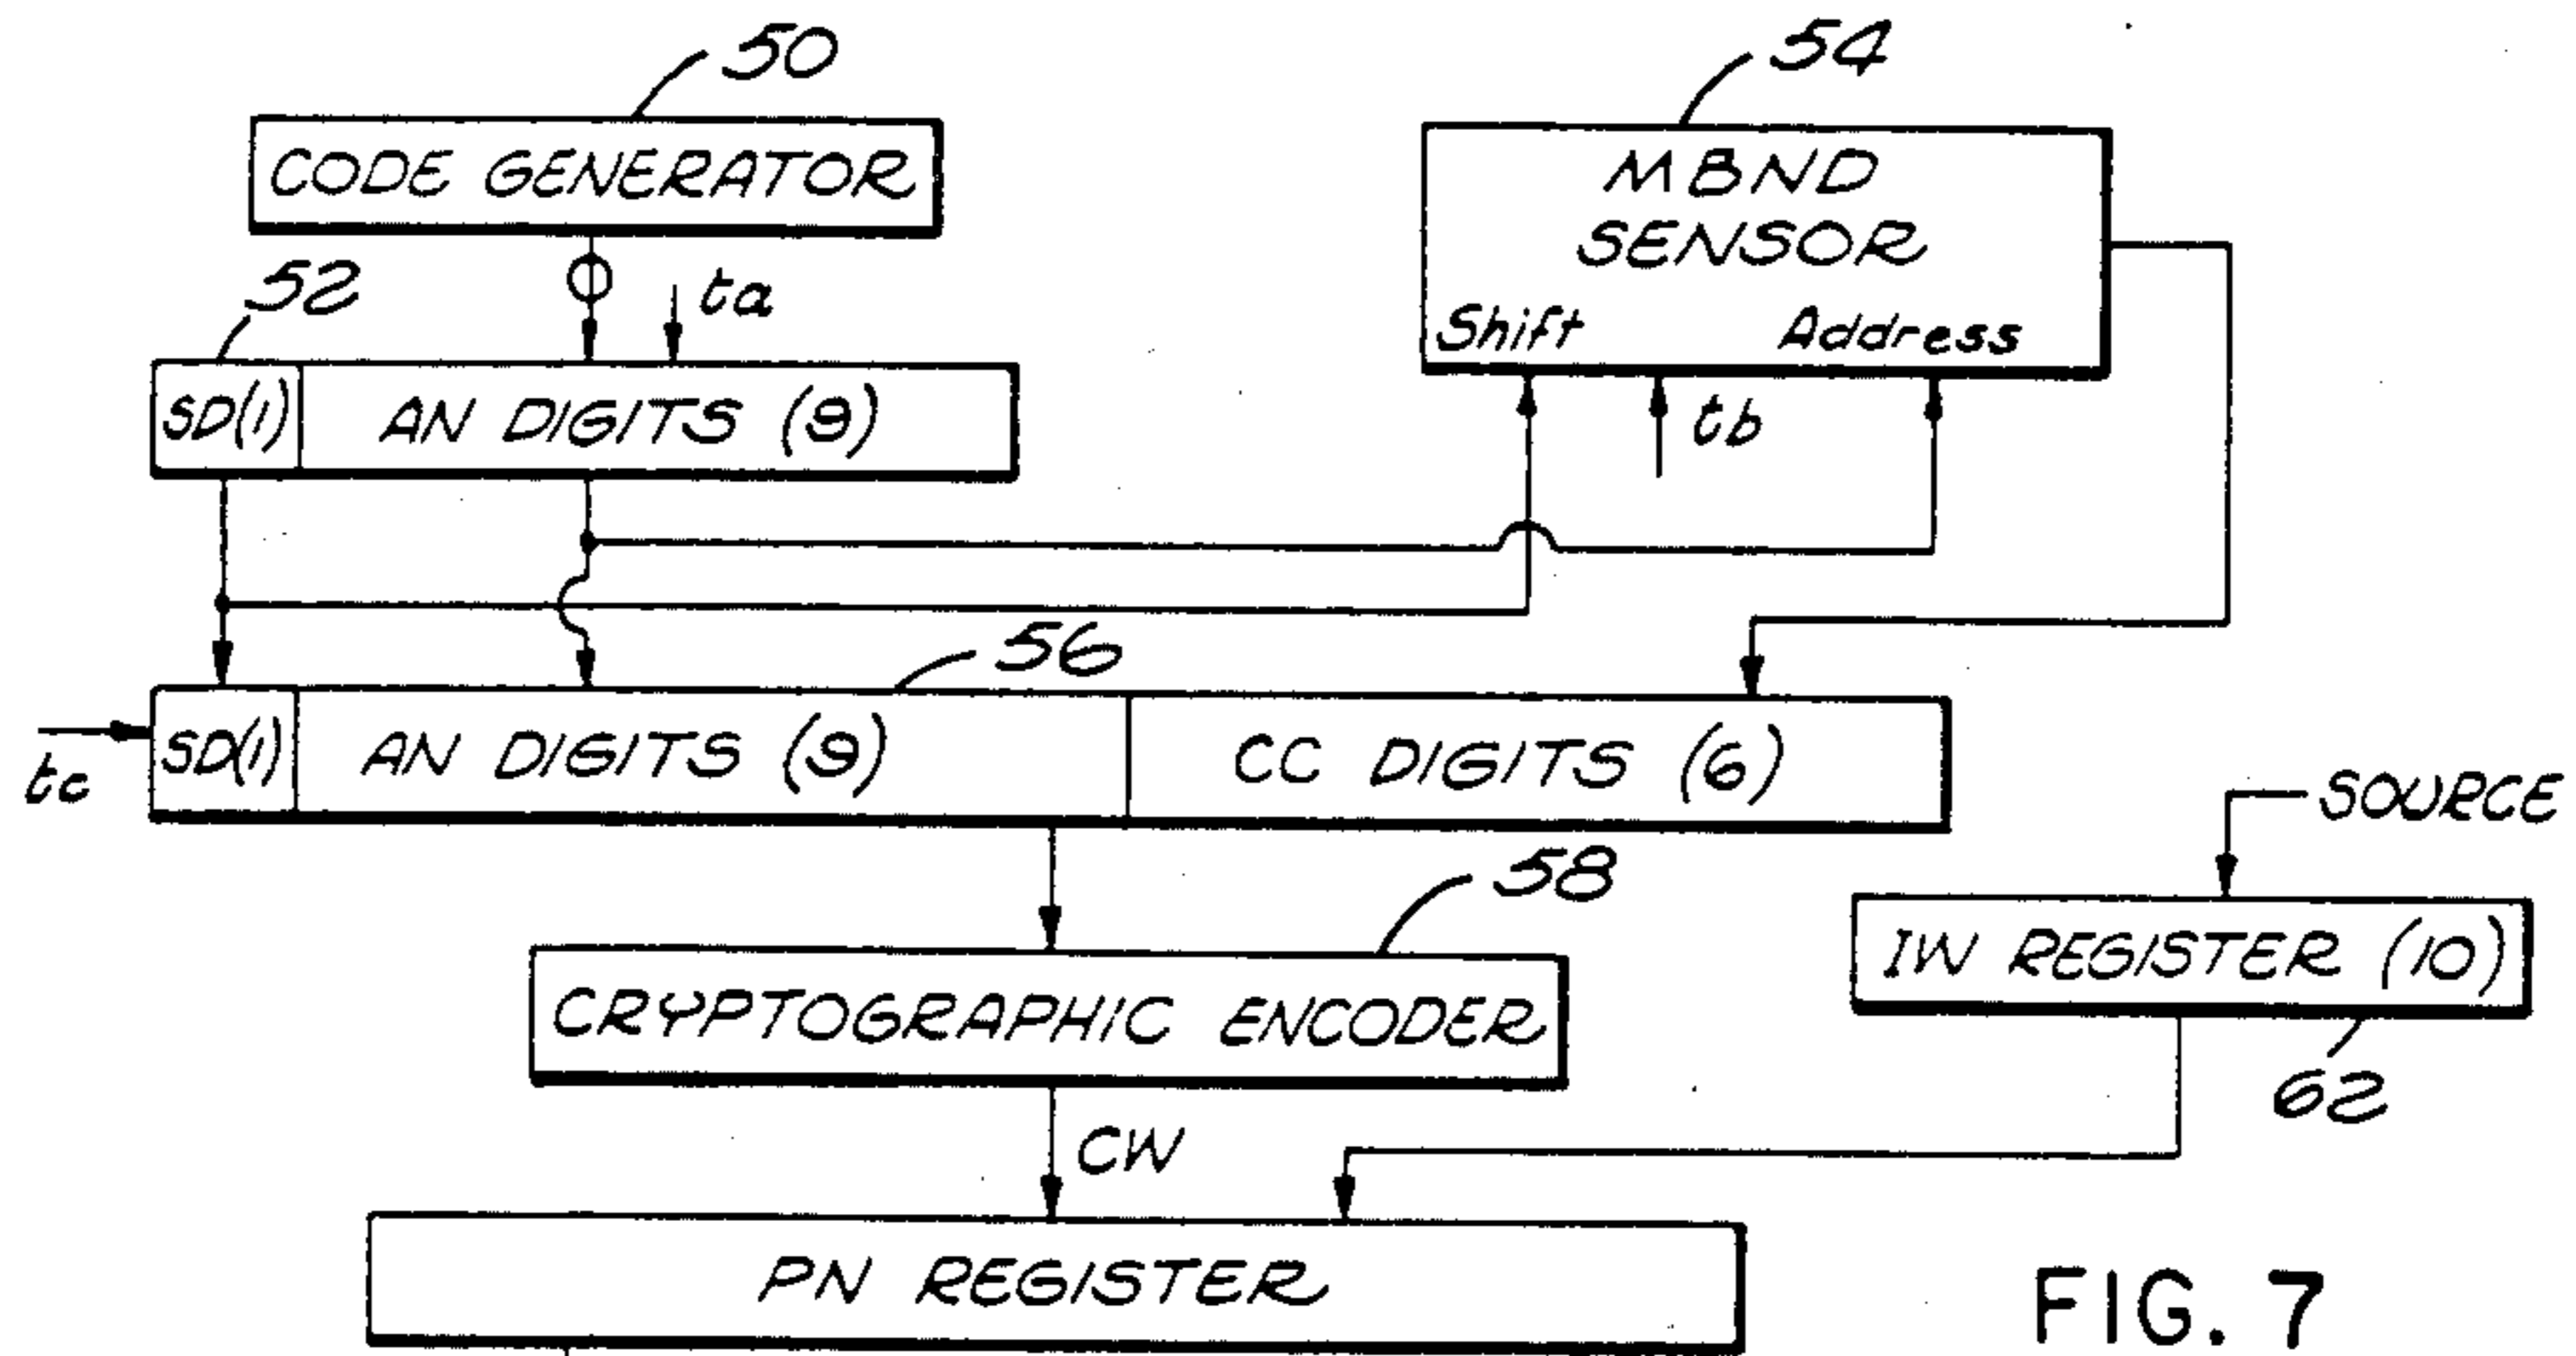 50
54
CODE GENERATOR
MBND
SENSOR
Shift
Address
52
ta
tb
SD(1)
AN DIGITS (9)
56
tc
SD(1)
AN DIGITS (9)
CC DIGITS (6)
SOURCE
58
IW REGISTER (10)
CRYPTOGRAPHIC ENCODER
62
CW
PN REGISTER
FIG. 7